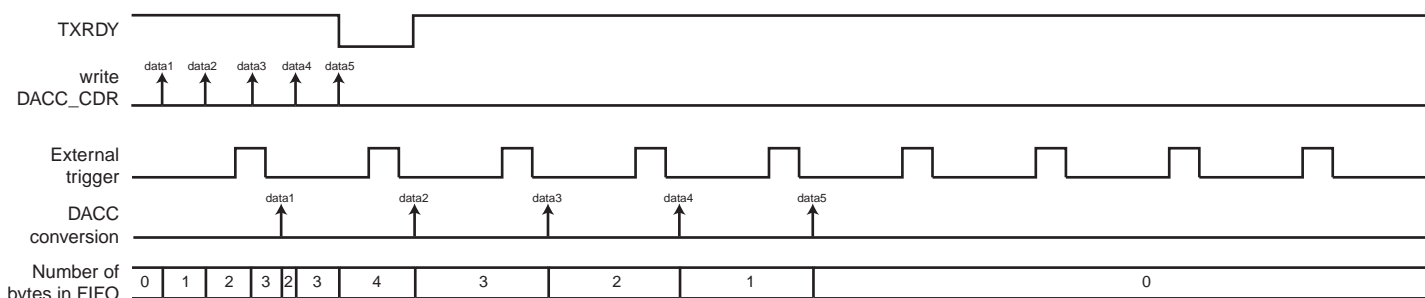 TXRDY
write
DACC_CDR
data1 data2 data3 data4 data5
External
trigger
DACC
conversion
data1 data2 data3 data4 data5
Number of
bytes in FIFO
0 1 2 3 2 3 4 3 2 1 0